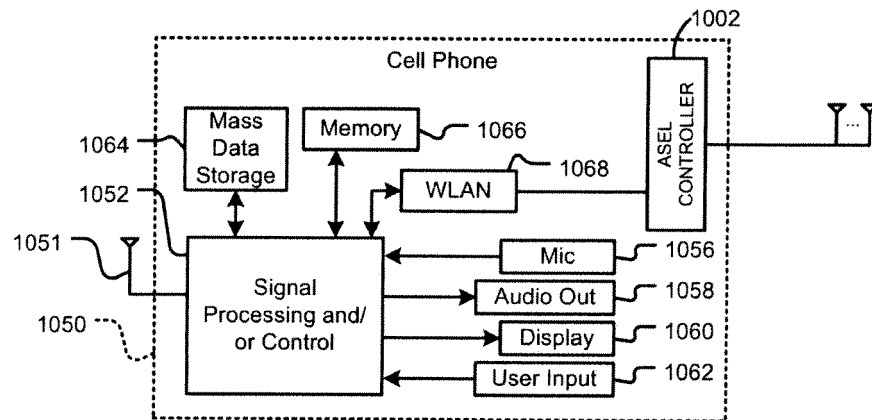 1002
Cell Phone
ASEL
CONTROLLER
...
1064
Mass
Data
Storage
Memory
1066
1068
WLAN
1052
1051
1050
Signal
Processing and/
or Control
Mic
1056
Audio Out
1058
Display
1060
User Input
1062